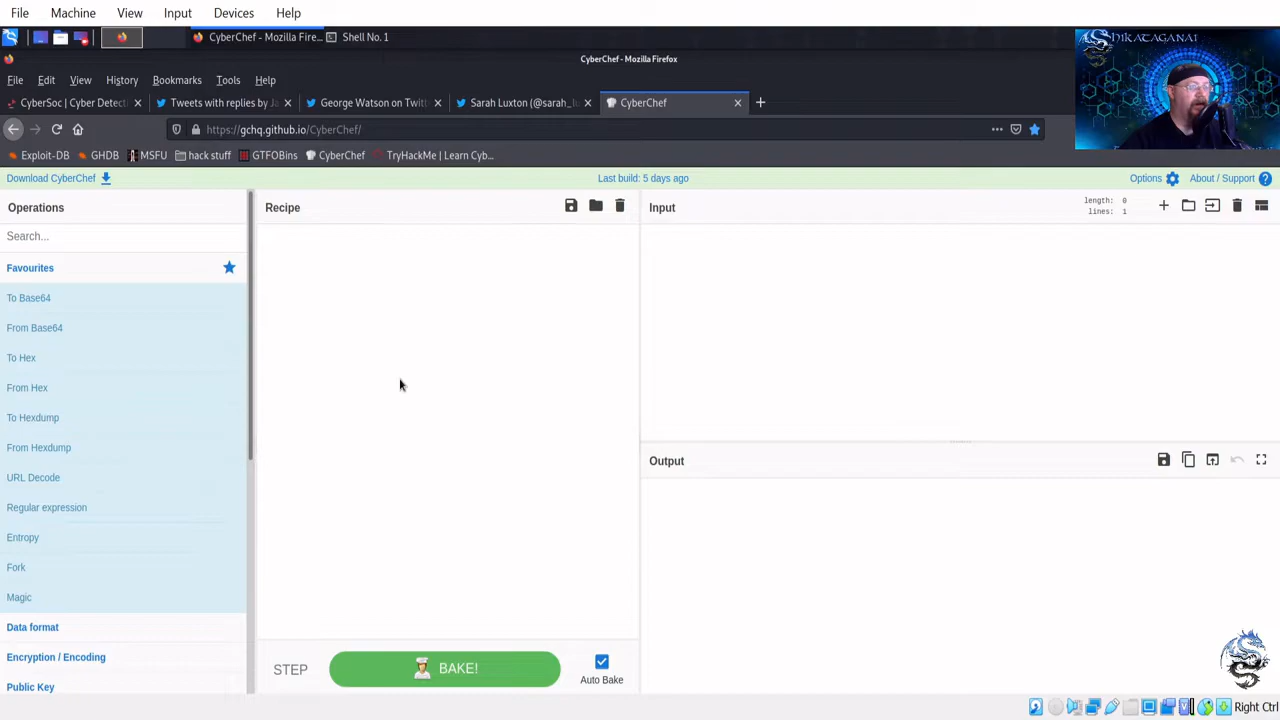 File Machine View Input Devices Help
CyberChef - Mozilla Fire... Shell No. 1
SHIKATAGANAI
CyberChef - Mozilla Firefox
File Edit View History Bookmarks Tools Help
CyberSoc | Cyber Detecti Tweets with replies by Ja George Watson on Twitt Sarah Luxton (@sarah_lu CyberChef
https://gchq.github.io/CyberChef/
Exploit-DB GHDB MSFU hack stuff GTFOBins CyberChef TryHackMe | Learn Cyb...
Download CyberChef Last build: 5 days ago Options About / Support
Operations Recipe Input length: 0
lines: 1
Search...
Favourites
To Base64
From Base64
To Hex
From Hex
To Hexdump
From Hexdump
Output
URL Decode
Regular expression
Entropy
Fork
Magic
Data format
Encryption / Encoding
Public Key
STEP BAKE! Auto Bake
Right Ctrl